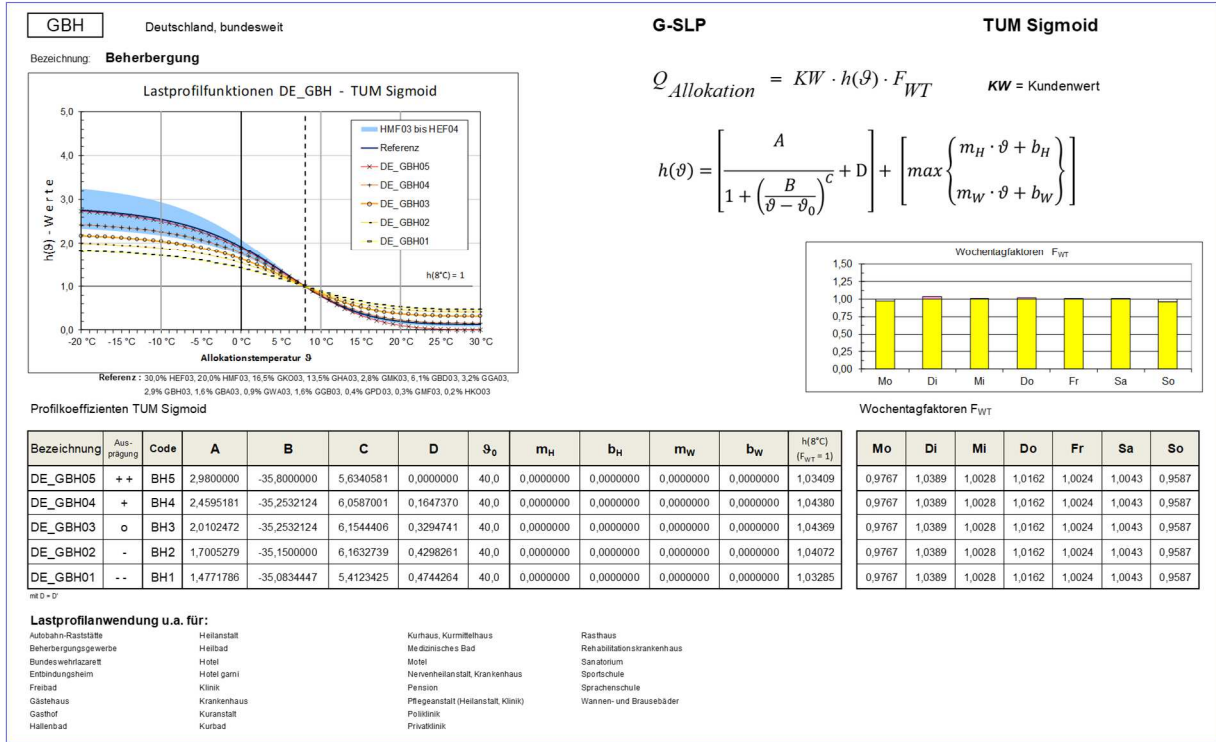 GBH
Deutschland, bundesweit
G-SLP
TUM Sigmoid
Bezeichnung: Beherbergung
Lastprofilfunktionen DE_GBH - TUM Sigmoid
h(ϑ) - Werte
5,0
4,0
3,0
2,0
1,0
0,0
HMF03 bis HEF04
Referenz
DE_GBH05
DE_GBH04
DE_GBH03
DE_GBH02
DE_GBH01
h(8°C) = 1
-20 °C -15 °C -10 °C -5 °C 0 °C 5 °C 10 °C 15 °C 20 °C 25 °C 30 °C
Allokationstemperatur ϑ
Referenz : 30,0% HEF03, 20,0% HMF03, 16,5% GKO03, 13,5% GHA03, 2,8% GMK03, 6,1% GBD03, 3,2% GGA03,
2,9% GBH03, 1,6% GBA03, 0,9% GWA03, 1,6% GGB03, 0,4% GPD03, 0,3% GMF03, 0,2% HKO03
Q Allokation = KW · h(ϑ) · F WT
KW = Kundenwert
h(ϑ) = [ A / (1 + (B / (ϑ − ϑ0))^C) + D ] + [ max { mH · ϑ + bH ; mW · ϑ + bW } ]
Wochentagfaktoren FWT
1,50
1,25
1,00
0,75
0,50
0,25
0,00
Mo Di Mi Do Fr Sa So
Profilkoeffizienten TUM Sigmoid
Bezeichnung Aus-prägung Code A B C D ϑ0 mH bH mW bW h(8°C) (FWT = 1)
DE_GBH05 ++ BH5 2,9800000 -35,8000000 5,6340581 0,0000000 40,0 0,0000000 0,0000000 0,0000000 0,0000000 1,03409
DE_GBH04 + BH4 2,4595181 -35,2532124 6,0587001 0,1647370 40,0 0,0000000 0,0000000 0,0000000 0,0000000 1,04380
DE_GBH03 o BH3 2,0102472 -35,2532124 6,1544406 0,3294741 40,0 0,0000000 0,0000000 0,0000000 0,0000000 1,04369
DE_GBH02 - BH2 1,7005279 -35,1500000 6,1632739 0,4298261 40,0 0,0000000 0,0000000 0,0000000 0,0000000 1,04072
DE_GBH01 -- BH1 1,4771786 -35,0834447 5,4123425 0,4744264 40,0 0,0000000 0,0000000 0,0000000 0,0000000 1,03285
mit D = D'
Wochentagfaktoren FWT
Mo Di Mi Do Fr Sa So
0,9767 1,0389 1,0028 1,0162 1,0024 1,0043 0,9587
0,9767 1,0389 1,0028 1,0162 1,0024 1,0043 0,9587
0,9767 1,0389 1,0028 1,0162 1,0024 1,0043 0,9587
0,9767 1,0389 1,0028 1,0162 1,0024 1,0043 0,9587
0,9767 1,0389 1,0028 1,0162 1,0024 1,0043 0,9587
Lastprofilanwendung u.a. für:
Autobahn-Raststätte
Beherbergungsgewerbe
Bundeswehrlazarett
Entbindungsheim
Freibad
Gästehaus
Gasthof
Hallenbad
Heilanstalt
Heilbad
Hotel
Hotel garni
Klinik
Krankenhaus
Kuranstalt
Kurbad
Kurhaus, Kurmittelhaus
Medizinisches Bad
Motel
Nervenheilanstalt, Krankenhaus
Pension
Pflegeanstalt (Heilanstalt, Klinik)
Poliklinik
Privatklinik
Rasthaus
Rehabilitationskrankenhaus
Sanatorium
Sportschule
Sprachenschule
Wannen- und Brausebäder